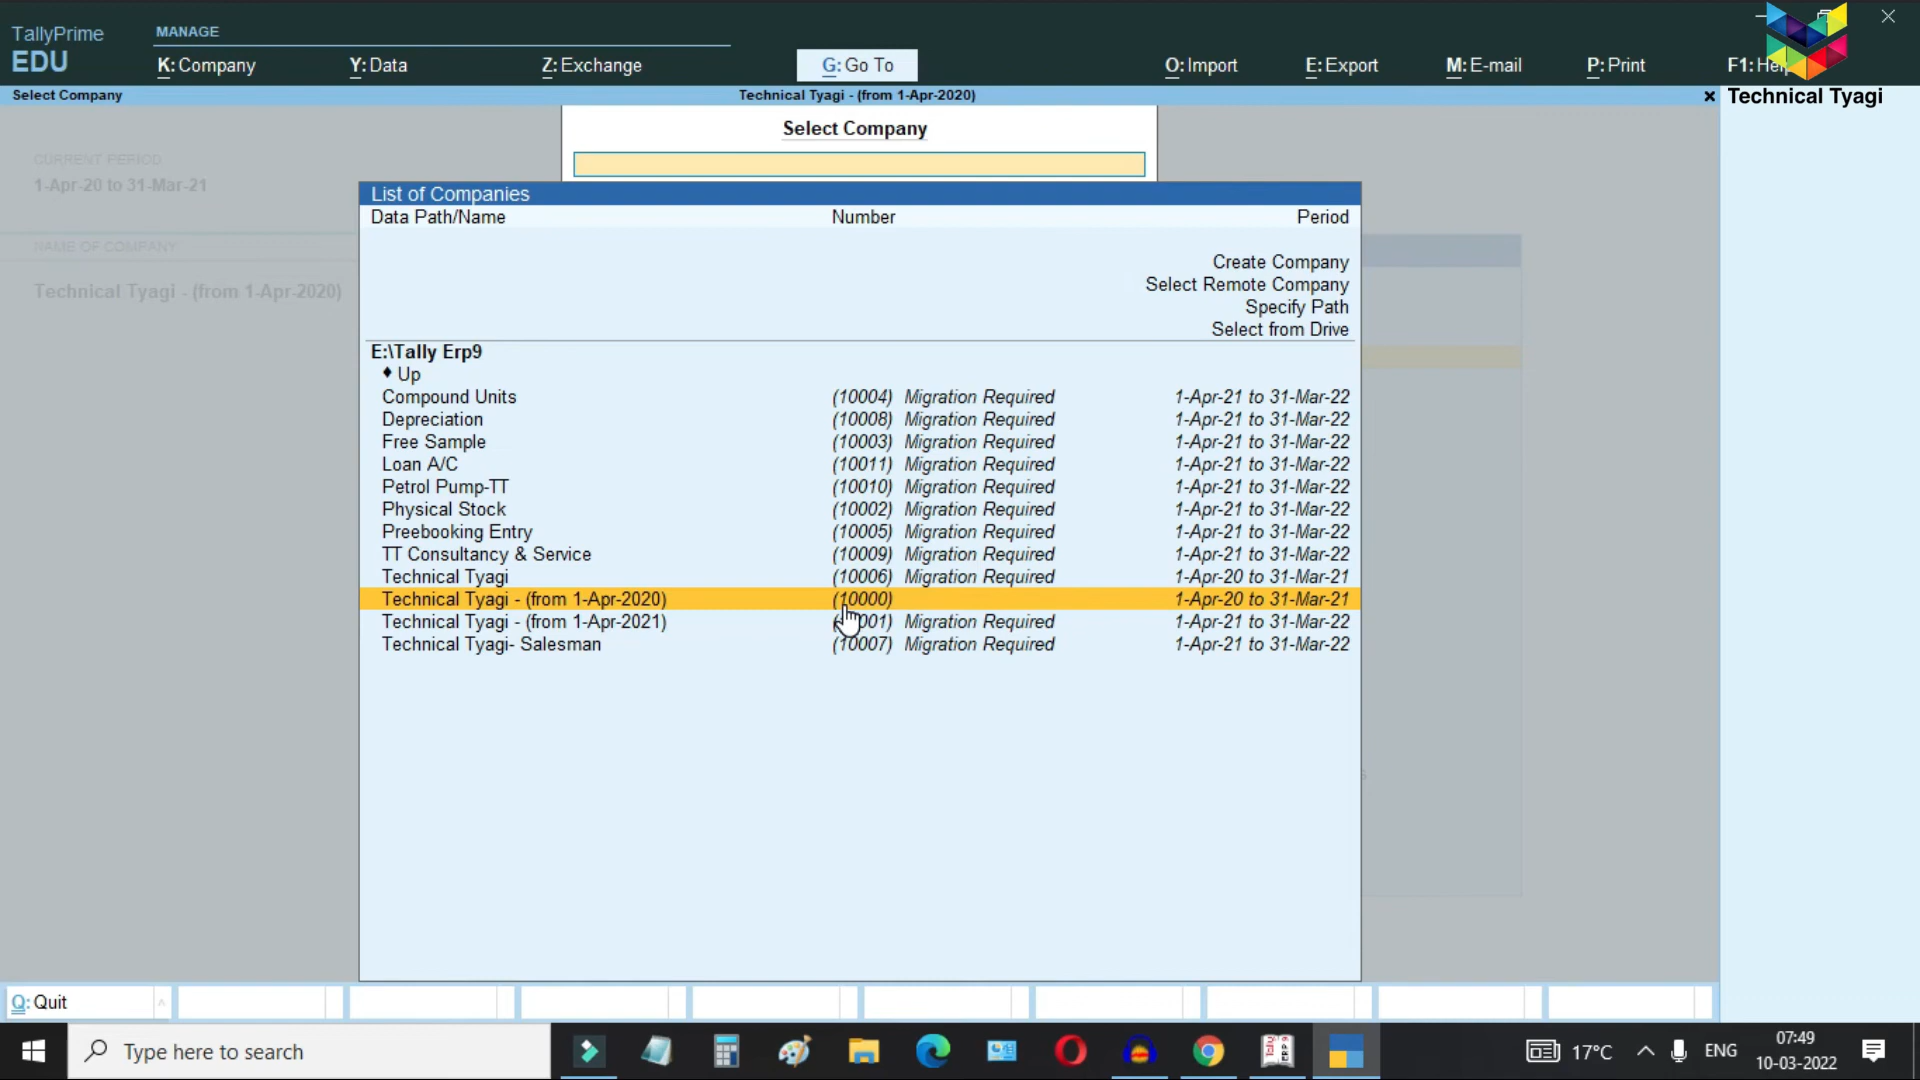 TallyPrime
EDU
MANAGE
K: Company
Y: Data
Z: Exchange
G: Go To
O: Import
E: Export
M: E-mail
P: Print
F1: Help
Select Company
Technical Tyagi - (from 1-Apr-2020)
×
Technical Tyagi
Select Company
CURRENT PERIOD
1-Apr-20 to 31-Mar-21
NAME OF COMPANY
Technical Tyagi - (from 1-Apr-2020)
List of Companies
Data Path/Name Number Period
Create Company
Select Remote Company
Specify Path
Select from Drive
E:\Tally Erp9
♦ Up
Compound Units (10004) Migration Required 1-Apr-21 to 31-Mar-22
Depreciation (10008) Migration Required 1-Apr-21 to 31-Mar-22
Free Sample (10003) Migration Required 1-Apr-21 to 31-Mar-22
Loan A/C (10011) Migration Required 1-Apr-21 to 31-Mar-22
Petrol Pump-TT (10010) Migration Required 1-Apr-21 to 31-Mar-22
Physical Stock (10002) Migration Required 1-Apr-21 to 31-Mar-22
Preebooking Entry (10005) Migration Required 1-Apr-21 to 31-Mar-22
TT Consultancy & Service (10009) Migration Required 1-Apr-21 to 31-Mar-22
Technical Tyagi (10006) Migration Required 1-Apr-20 to 31-Mar-21
Technical Tyagi - (from 1-Apr-2020) (10000) 1-Apr-20 to 31-Mar-21
Technical Tyagi - (from 1-Apr-2021) (10001) Migration Required 1-Apr-21 to 31-Mar-22
Technical Tyagi- Salesman (10007) Migration Required 1-Apr-21 to 31-Mar-22
Q: Quit
Type here to search
17°C
ENG
07:49
10-03-2022